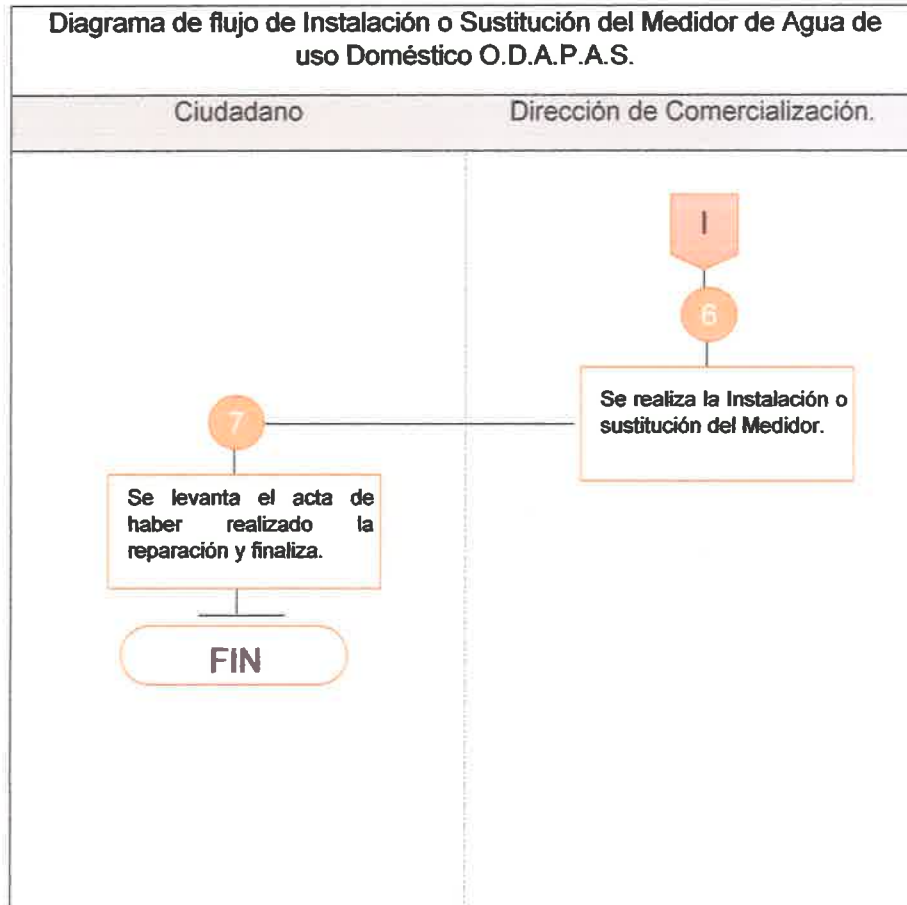 Diagrama de flujo de Instalación o Sustitución del Medidor de Agua de
uso Doméstico O.D.A.P.A.S.
Ciudadano
Dirección de Comercialización.
I
6
Se realiza la Instalación o
sustitución del Medidor.
7
Se levanta el acta de
haber realizado la
reparación y finaliza.
FIN